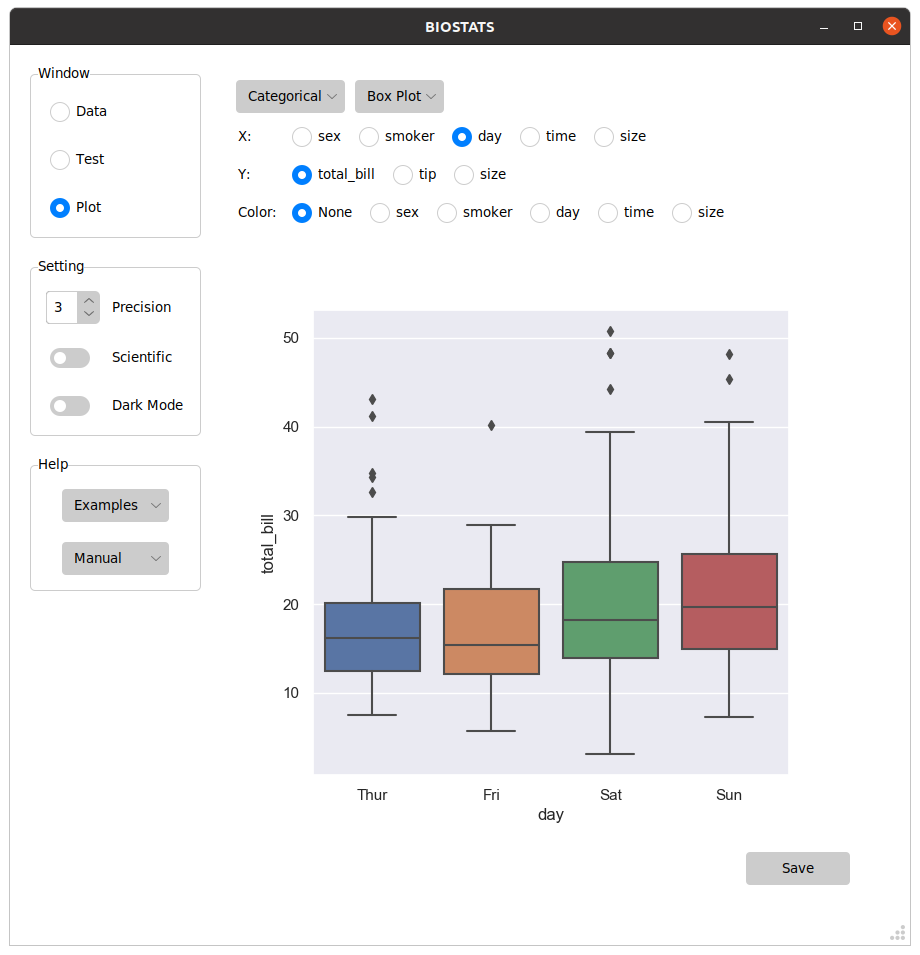 BIOSTATS
Window
Data
Test
Plot
Setting
3 Precision
Scientific
Dark Mode
Help
Examples
Manual
Categorical Box Plot
X: sex smoker day time size
Y: total_bill tip size
Color: None sex smoker day time size
50
40
30
20
10
total_bill
Thur Fri Sat Sun
day
Save